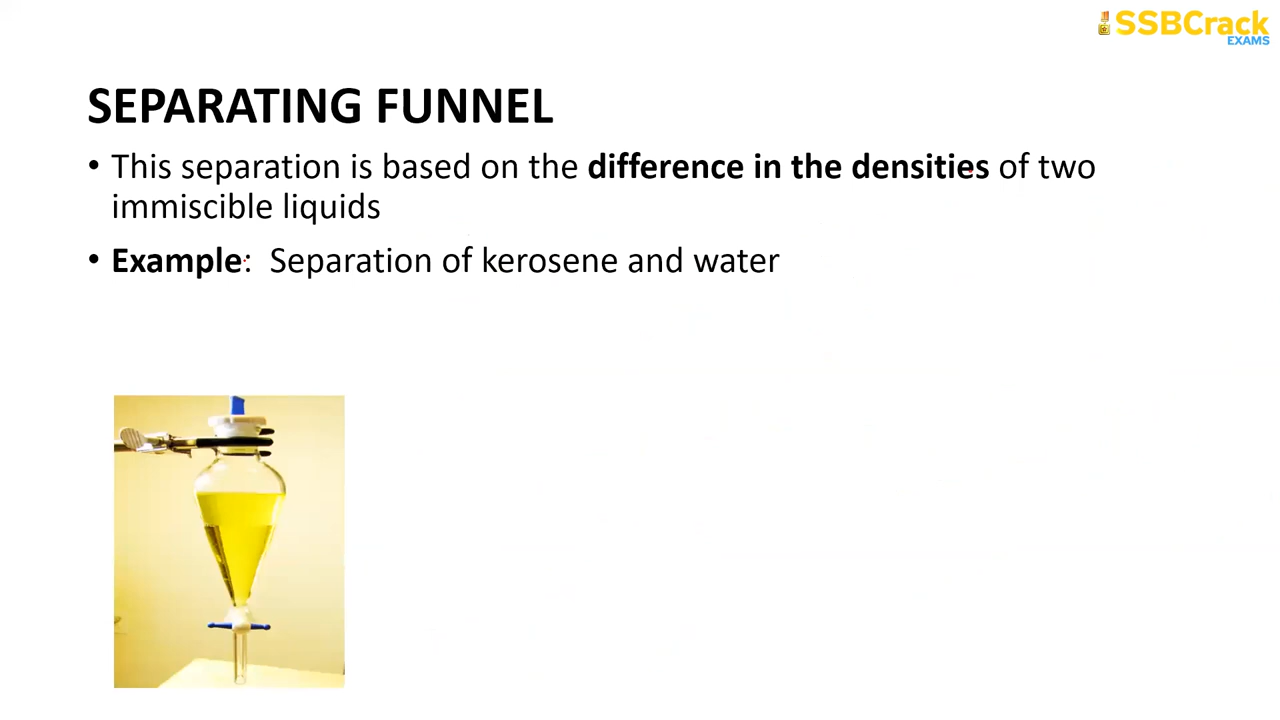 SSBCrack
EXAMS
SEPARATING FUNNEL
• This separation is based on the difference in the densities of two
immiscible liquids
• Example:  Separation of kerosene and water